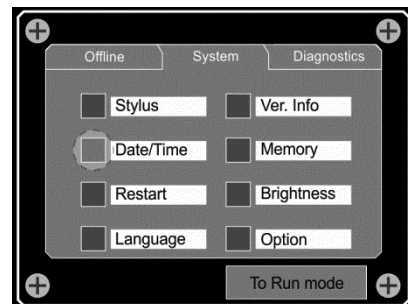 Offline System Diagnostics
Stylus Ver. Info
Date/Time Memory
Restart Brightness
Language Option
To Run mode